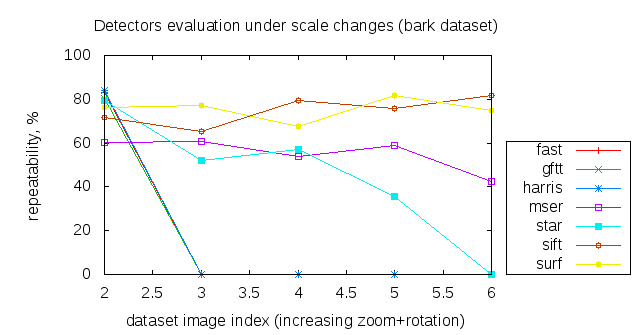 Detectors evaluation under scale changes (bark dataset)
100
80
60
40
20
0
repeatability, %
2 2.5 3 3.5 4 4.5 5 5.5 6
dataset image index (increasing zoom+rotation)
fast
gftt
harris
mser
star
sift
surf